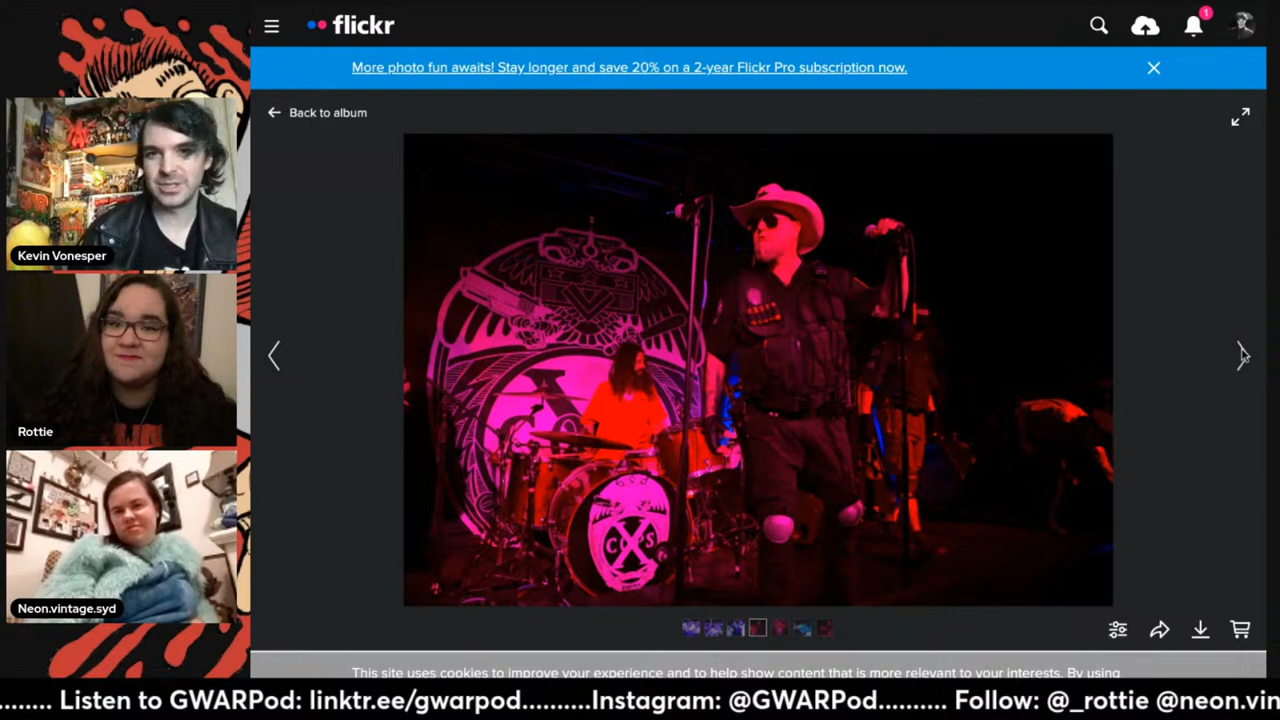 flickr
1
More photo fun awaits! Stay longer and save 20% on a 2-year Flickr Pro subscription now.
Back to album
Kevin Vonesper
Rottie
Neon.vintage.syd
X
COPS
This site uses cookies to improve your experience and to help show content that is more relevant to your interests. By using
......... Listen to GWARPod: linktr.ee/gwarpod..........Instagram: @GWARPod.......... Follow: @_rottie @neon.vin